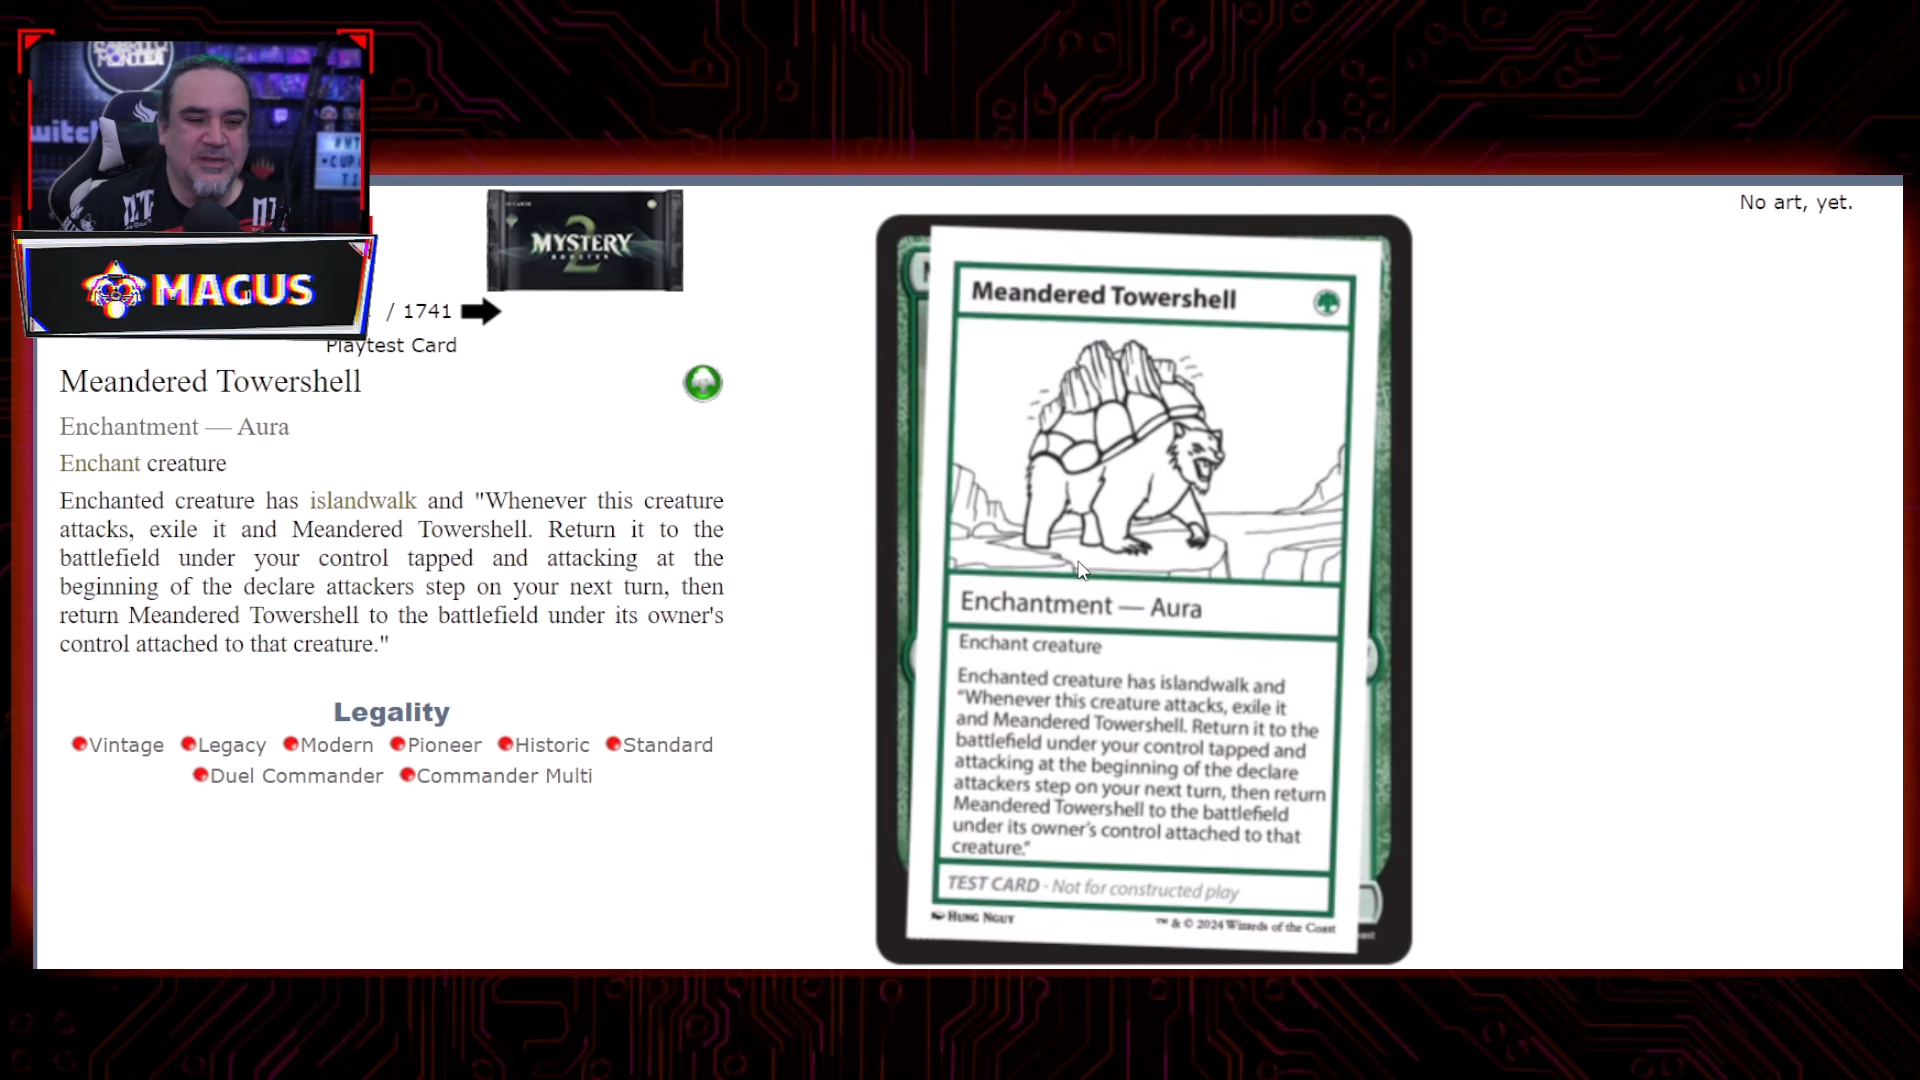 MAGUS
MYSTERY
2
BOOSTER
No art, yet.
/ 1741
Playtest Card
Meandered Towershell
Enchantment — Aura
Enchant creature
Enchanted creature has islandwalk and "Whenever this creature
attacks, exile it and Meandered Towershell. Return it to the
battlefield under your control tapped and attacking at the
beginning of the declare attackers step on your next turn, then
return Meandered Towershell to the battlefield under its owner's
control attached to that creature."
Legality
Vintage Legacy Modern Pioneer Historic Standard
Duel Commander Commander Multi
Meandered Towershell
Enchantment — Aura
Enchant creature
Enchanted creature has islandwalk and
“Whenever this creature attacks, exile it
and Meandered Towershell. Return it to the
battlefield under your control tapped and
attacking at the beginning of the declare
attackers step on your next turn, then return
Meandered Towershell to the battlefield
under its owner’s control attached to that
creature.”
TEST CARD - Not for constructed play
HUNG NGUY
™ & © 2024 Wizards of the Coast